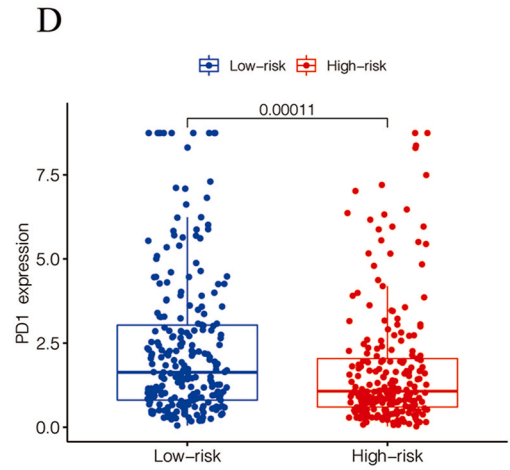 D
Low-risk High-risk
0.00011
7.5
5.0
2.5
0.0
PD1 expression
Low-risk High-risk